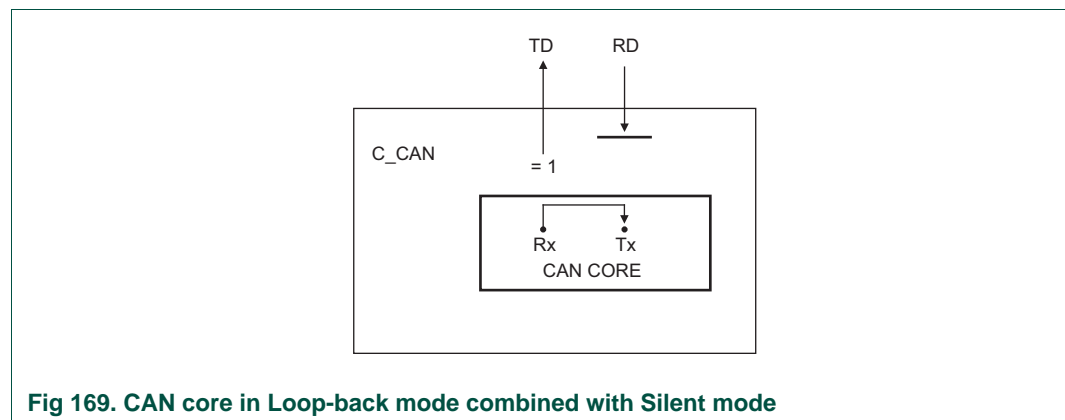 TD RD
C_CAN
= 1
Rx Tx
CAN CORE
Fig 169. CAN core in Loop-back mode combined with Silent mode